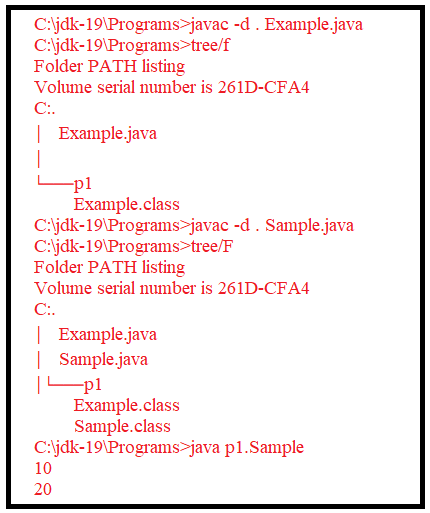 C:\jdk-19\Programs>javac -d . Example.java
C:\jdk-19\Programs>tree/f
Folder PATH listing
Volume serial number is 261D-CFA4
C:.
│ Example.java
│
└───p1
Example.class
C:\jdk-19\Programs>javac -d . Sample.java
C:\jdk-19\Programs>tree/F
Folder PATH listing
Volume serial number is 261D-CFA4
C:.
│ Example.java
│ Sample.java
│└───p1
Example.class
Sample.class
C:\jdk-19\Programs>java p1.Sample
10
20